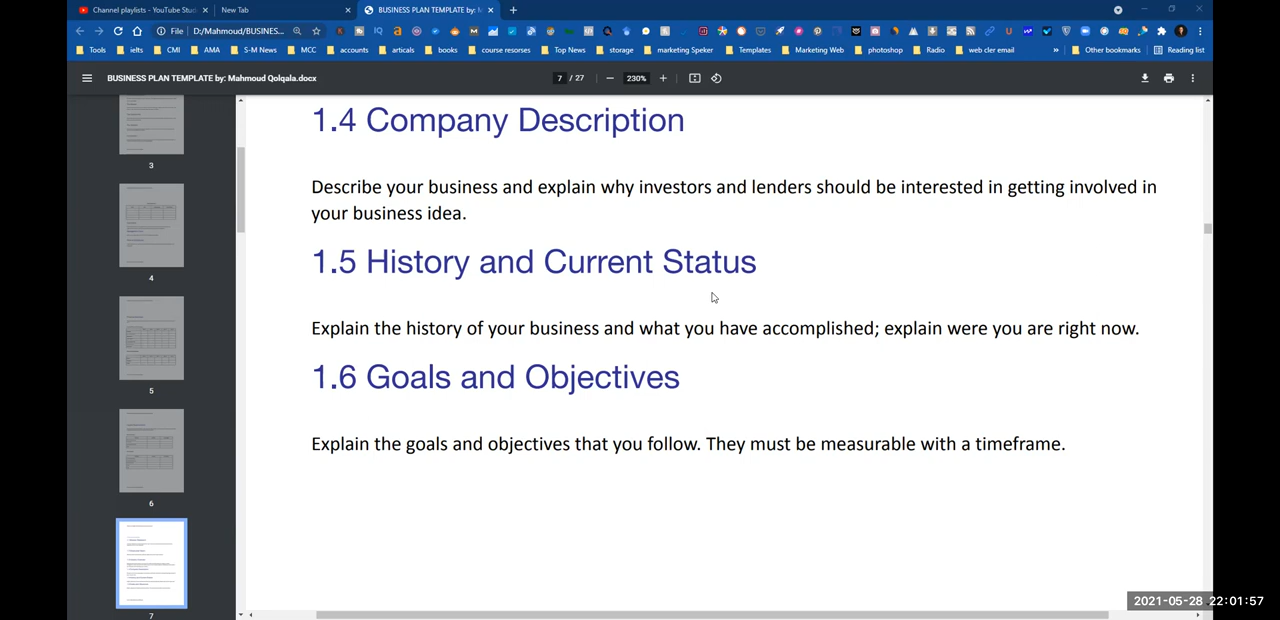 Channel playlists - YouTube Stu
New Tab
BUSINESS PLAN TEMPLATE by: M
File
D:/Mahmoud/BUSINES...
Tools
ielts
CMI
AMA
S-M News
MCC
accounts
articals
books
course resorses
Top News
storage
marketing Speker
Templates
Marketing Web
photoshop
Radio
web cler email
»
Other bookmarks
Reading list
BUSINESS PLAN TEMPLATE by: Mahmoud Qolqala.docx
7 / 27
230%
1.4 Company Description
Describe your business and explain why investors and lenders should be interested in getting involved in
your business idea.
1.5 History and Current Status
Explain the history of your business and what you have accomplished; explain were you are right now.
1.6 Goals and Objectives
Explain the goals and objectives that you follow. They must be measurable with a timeframe.
3
4
5
6
7
2021-05-28 22:01:57